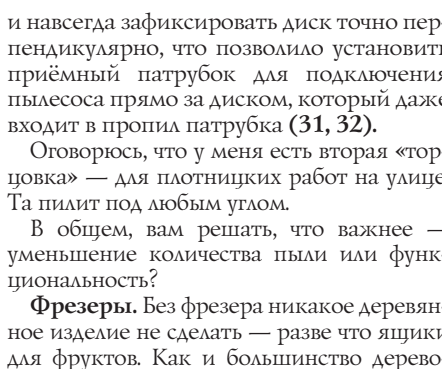 и навсегда зафиксировать диск точно пер-
пендикулярно, что позволило установить
приёмный патрубок для подключения
пылесоса прямо за диском, который даже
входит в пропил патрубка (31, 32).
Оговорюсь, что у меня есть вторая «тор-
цовка» — для плотницких работ на улице.
Та пилит под любым углом.
В общем, вам решать, что важнее —
уменьшение количества пыли или функ-
циональность?
Фрезеры. Без фрезера никакое деревян-
ное изделие не сделать — разве что ящики
для фруктов. Как и большинство дерево-